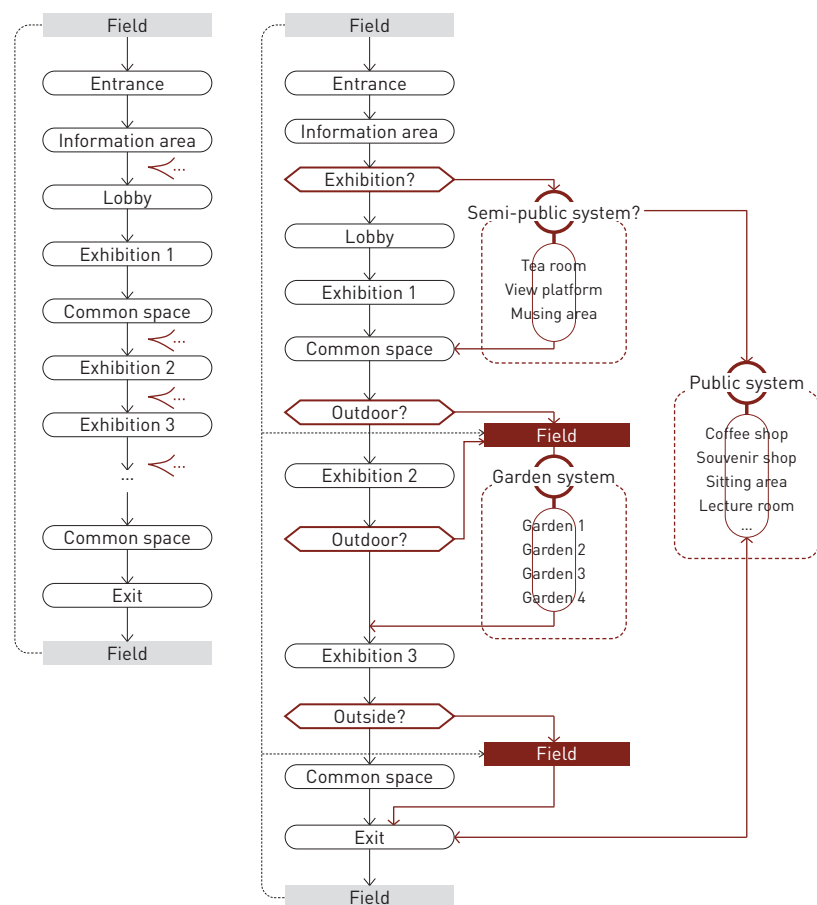 Field
Entrance
Information area
...
Lobby
Exhibition 1
Common space
...
Exhibition 2
...
Exhibition 3
...
...
Common space
Exit
Field
Field
Entrance
Information area
Exhibition?
Lobby
Exhibition 1
Common space
Outdoor?
Exhibition 2
Outdoor?
Exhibition 3
Outside?
Common space
Exit
Field
Semi-public system?
Tea room
View platform
Musing area
Field
Garden system
Garden 1
Garden 2
Garden 3
Garden 4
Field
Public system
Coffee shop
Souvenir shop
Sitting area
Lecture room
...